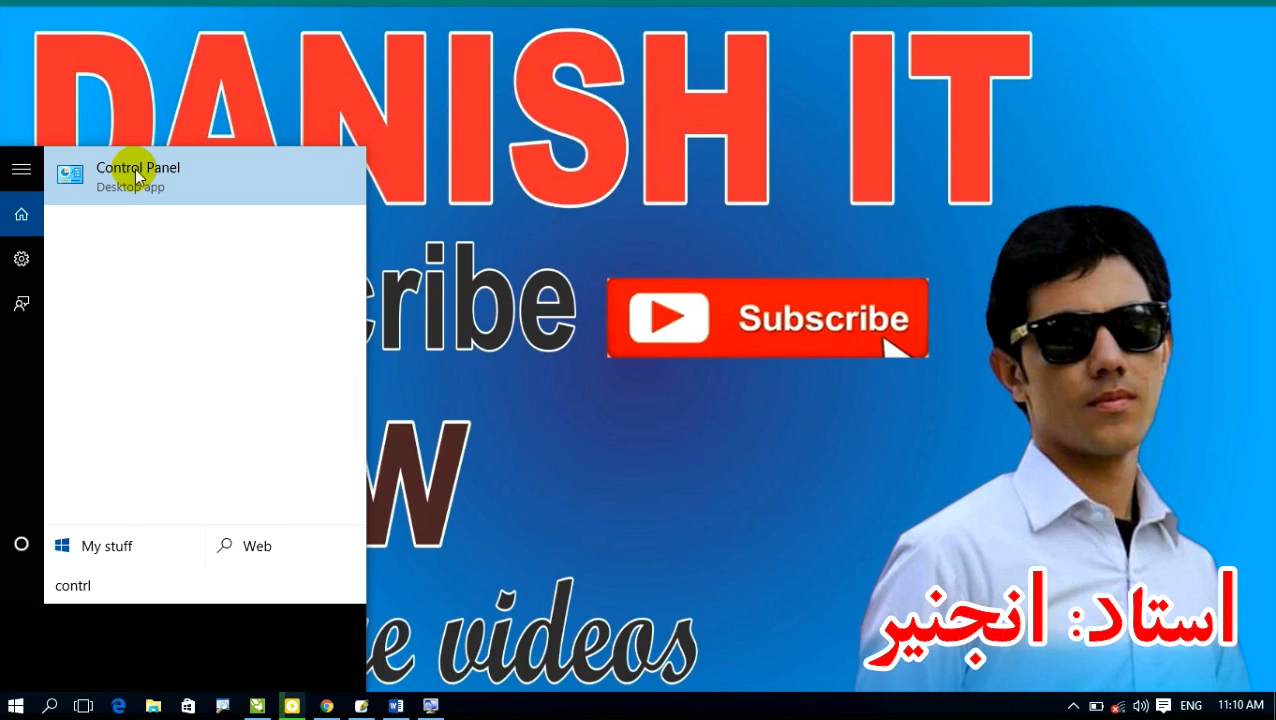 DANISH IT
Control Panel
Desktop app
cribe
Subscribe
W
e videos
My stuff
Web
contrl
استاد: انجنیر
ENG
11:10 AM